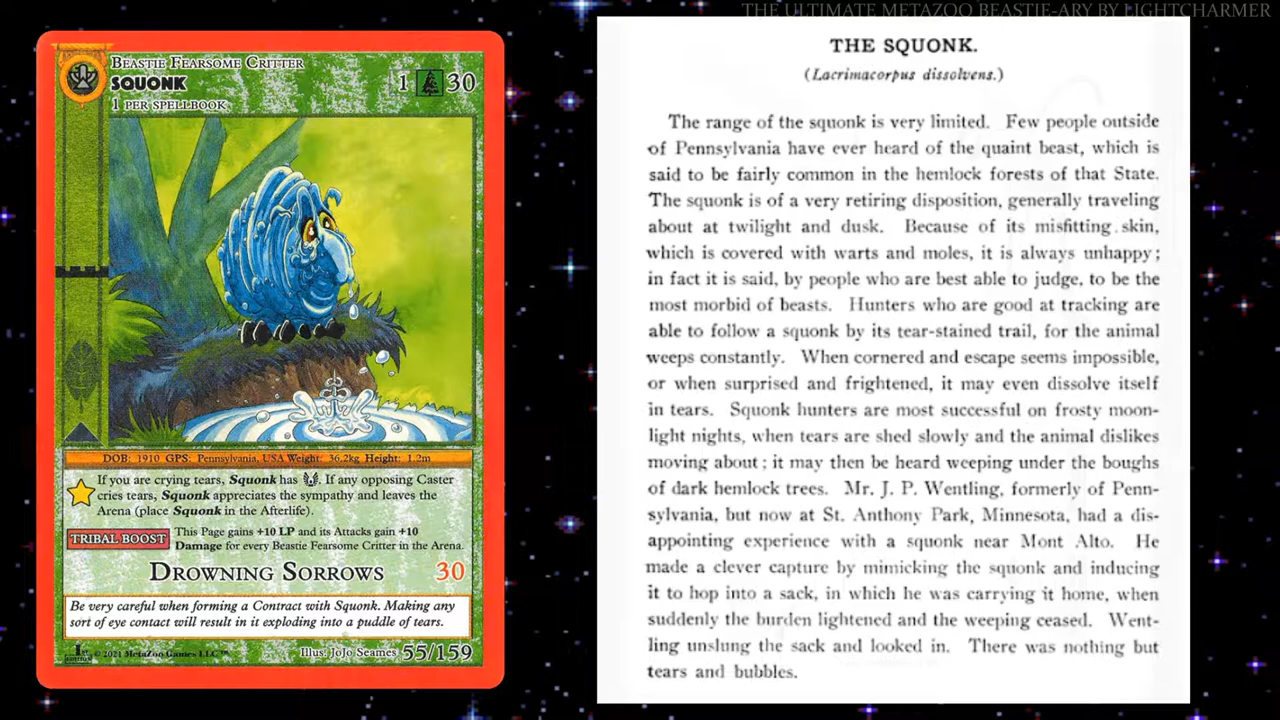 THE ULTIMATE METAZOO BEASTIE-ARY BY LIGHTCHARMER
BEASTIE FEARSOME CRITTER
SQUONK
1 30
1 PER SPELLBOOK
DOB: 1910 GPS: Pennsylvania, USA Weight: 36.2kg Height: 1.2m
If you are crying tears, Squonk has . If any opposing Caster
cries tears, Squonk appreciates the sympathy and leaves the
Arena (place Squonk in the Afterlife).
TRIBAL BOOST This Page gains +10 LP and its Attacks gain +10
Damage for every Beastie Fearsome Critter in the Arena.
DROWNING SORROWS 30
Be very careful when forming a Contract with Squonk. Making any
sort of eye contact will result in it exploding into a puddle of tears.
1st EDITION © 2021 MetaZoo Games LLC™ Illus: JoJo Seames 55/159
THE SQUONK.
(Lacrimacorpus dissolvens.)
The range of the squonk is very limited. Few people outside
of Pennsylvania have ever heard of the quaint beast, which is
said to be fairly common in the hemlock forests of that State.
The squonk is of a very retiring disposition, generally traveling
about at twilight and dusk. Because of its misfitting skin,
which is covered with warts and moles, it is always unhappy;
in fact it is said, by people who are best able to judge, to be the
most morbid of beasts. Hunters who are good at tracking are
able to follow a squonk by its tear-stained trail, for the animal
weeps constantly. When cornered and escape seems impossible,
or when surprised and frightened, it may even dissolve itself
in tears. Squonk hunters are most successful on frosty moon-
light nights, when tears are shed slowly and the animal dislikes
moving about; it may then be heard weeping under the boughs
of dark hemlock trees. Mr. J. P. Wentling, formerly of Penn-
sylvania, but now at St. Anthony Park, Minnesota, had a dis-
appointing experience with a squonk near Mont Alto. He
made a clever capture by mimicking the squonk and inducing
it to hop into a sack, in which he was carrying it home, when
suddenly the burden lightened and the weeping ceased. Went-
ling unslung the sack and looked in. There was nothing but
tears and bubbles.